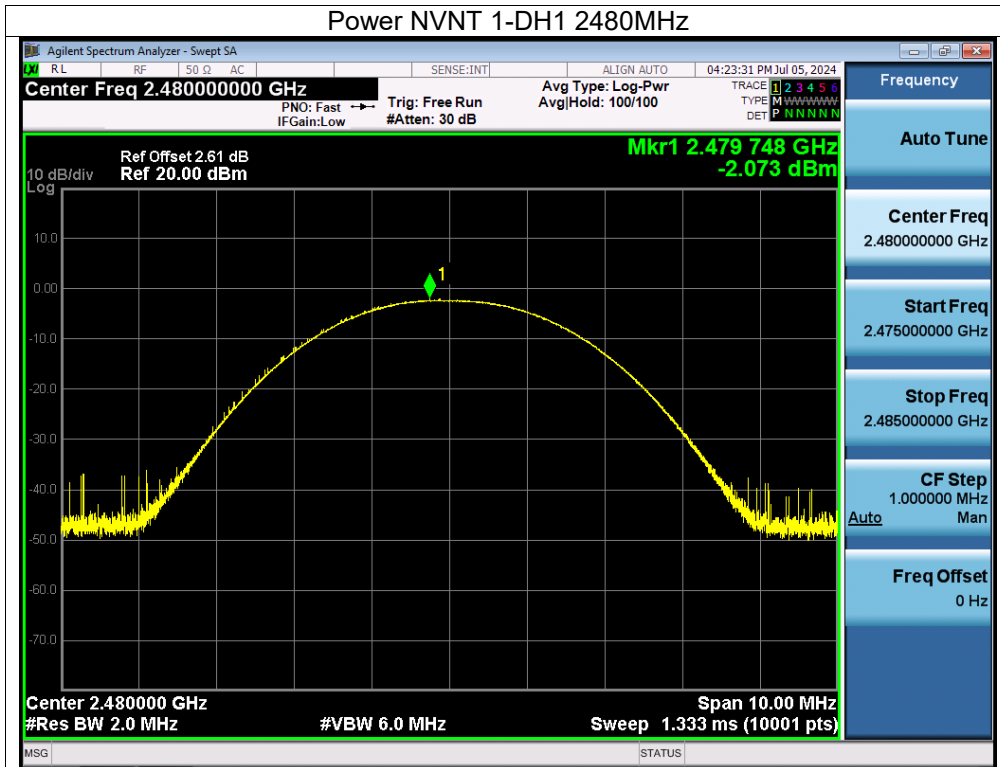 Power NVNT 1-DH1 2480MHz
Agilent Spectrum Analyzer - Swept SA
LXI RL RF 50 Ω AC SENSE:INT ALIGN AUTO 04:23:31 PM Jul 05, 2024
Center Freq 2.480000000 GHz
PNO: Fast
IFGain:Low
Trig: Free Run
#Atten: 30 dB
Avg Type: Log-Pwr
Avg|Hold: 100/100
TRACE 1 2 3 4 5 6
TYPE M WWWWW
DET P N N N N N
Frequency
Auto Tune
Center Freq
2.480000000 GHz
Start Freq
2.475000000 GHz
Stop Freq
2.485000000 GHz
CF Step
1.000000 MHz
Auto Man
Freq Offset
0 Hz
Mkr1 2.479 748 GHz
-2.073 dBm
Ref Offset 2.61 dB
10 dB/div Ref 20.00 dBm
Log
10.0
0.00
-10.0
-20.0
-30.0
-40.0
-50.0
-60.0
-70.0
1
Center 2.480000 GHz Span 10.00 MHz
#Res BW 2.0 MHz #VBW 6.0 MHz Sweep 1.333 ms (10001 pts)
MSG STATUS